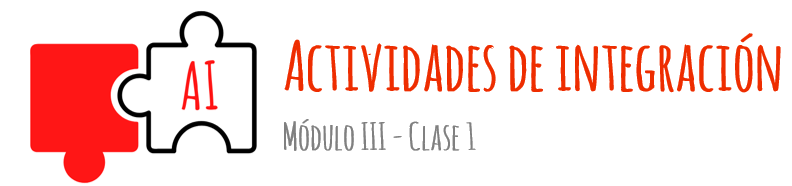 AI
Actividades de integración
Módulo III - Clase 1